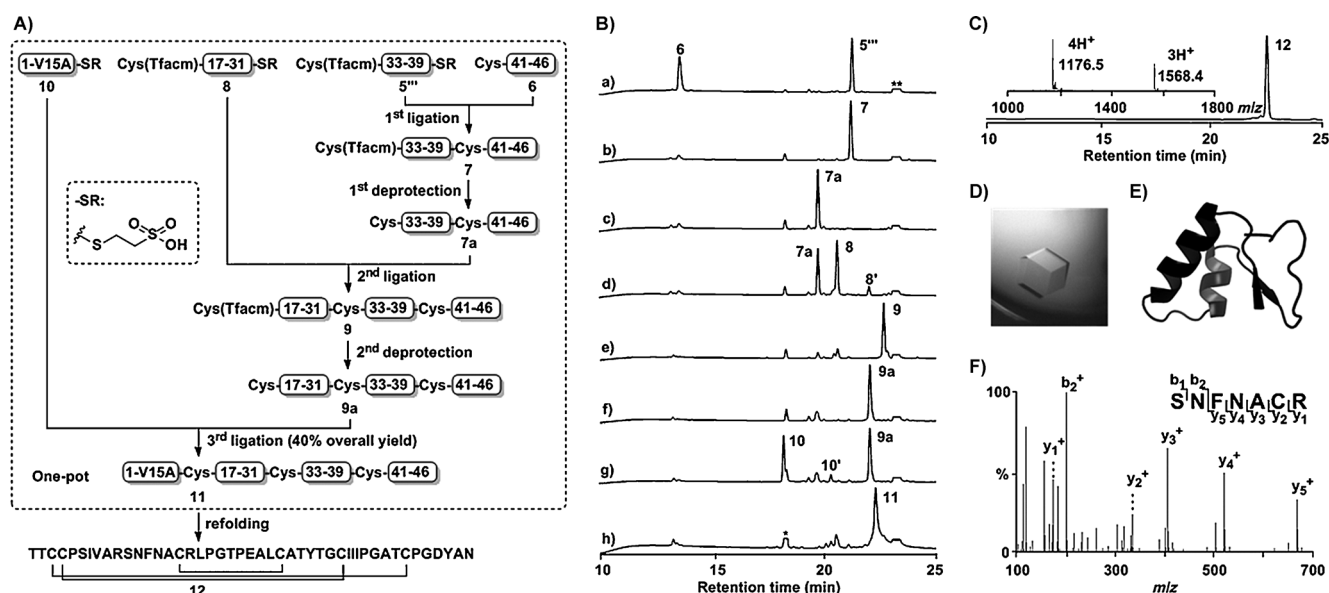 A)
1-V15A -SR Cys(Tfacm) 17-31 -SR Cys(Tfacm) 33-39 -SR Cys- 41-46
10 8 5''' 6
1st ligation
Cys(Tfacm) 33-39 -Cys- 41-46
7
1st deprotection
Cys- 33-39 -Cys- 41-46
7a
-SR:
S S O O OH
2nd ligation
Cys(Tfacm)- 17-31 -Cys- 33-39 -Cys- 41-46
9
2nd deprotection
Cys- 17-31 -Cys- 33-39 -Cys- 41-46
9a
3rd ligation (40% overall yield)
One-pot
1-V15A -Cys- 17-31 -Cys- 33-39 -Cys- 41-46
11
refolding
TTCCPSIVARSNFNACRLPGTPEALCATYTGCIIIPGATCPGDYAN
12
B)
a) 6 5''' **
b) 7
c) 7a
d) 7a 8 8'
e) 9
f) 9a
g) 10 10' 9a
h) * 11
10 15 20 25
Retention time (min)
C)
4H+
1176.5
3H+
1568.4
12
1000 1400 1800 m/z
10 15 20 25
Retention time (min)
D)
E)
F)
100
%
0
b2+
y1+
y2+
y3+
y4+
y5+
b1 b2
SNFNACR
y5 y4 y3 y2 y1
100 300 500 700
m/z